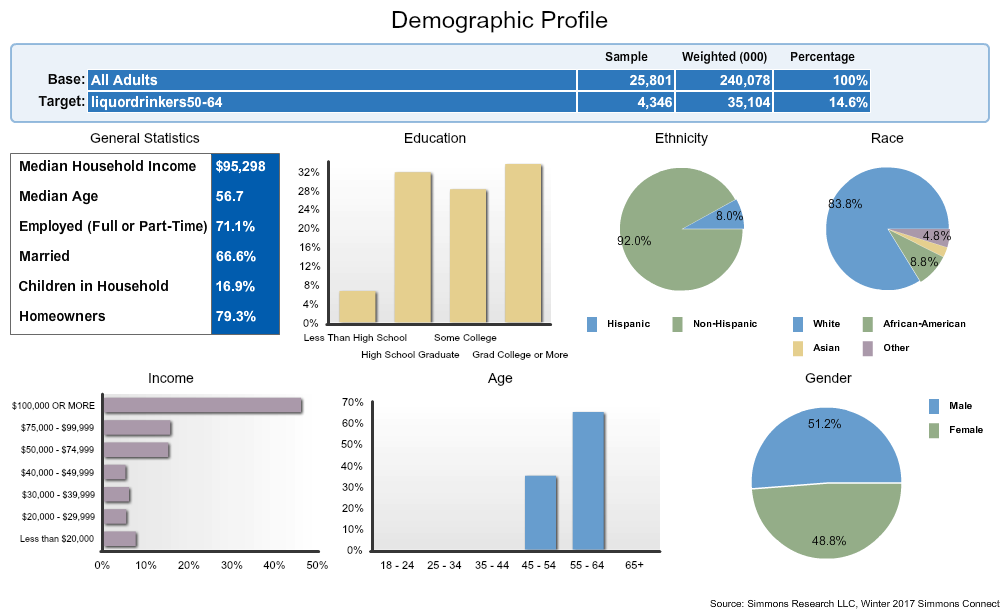 Demographic Profile
Sample Weighted (000) Percentage
Base: All Adults 25,801 240,078 100%
Target: liquordrinkers50-64 4,346 35,104 14.6%
General Statistics
Median Household Income $95,298
Median Age 56.7
Employed (Full or Part-Time) 71.1%
Married 66.6%
Children in Household 16.9%
Homeowners 79.3%
Education
32%
28%
24%
20%
16%
12%
8%
4%
0%
Less Than High School Some College
High School Graduate Grad College or More
Ethnicity
8.0%
92.0%
Hispanic Non-Hispanic
Race
83.8%
4.8%
8.8%
White African-American
Asian Other
Income
$100,000 OR MORE
$75,000 - $99,999
$50,000 - $74,999
$40,000 - $49,999
$30,000 - $39,999
$20,000 - $29,999
Less than $20,000
0% 10% 20% 30% 40% 50%
Age
70%
60%
50%
40%
30%
20%
10%
0%
18 - 24 25 - 34 35 - 44 45 - 54 55 - 64 65+
Gender
Male
Female
51.2%
48.8%
Source: Simmons Research LLC, Winter 2017 Simmons Connect